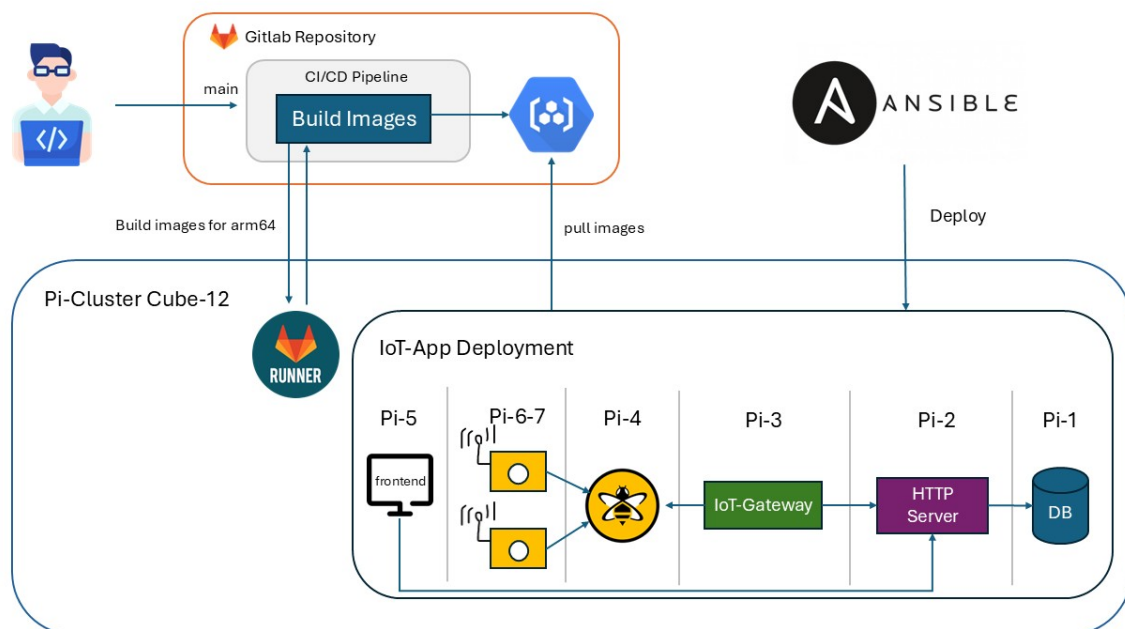 Gitlab Repository
CI/CD Pipeline
main
Build Images
ANSIBLE
Build images for arm64
pull images
Deploy
Pi-Cluster Cube-12
RUNNER
IoT-App Deployment
Pi-5
Pi-6-7
Pi-4
Pi-3
Pi-2
Pi-1
frontend
IoT-Gateway
HTTP
Server
DB